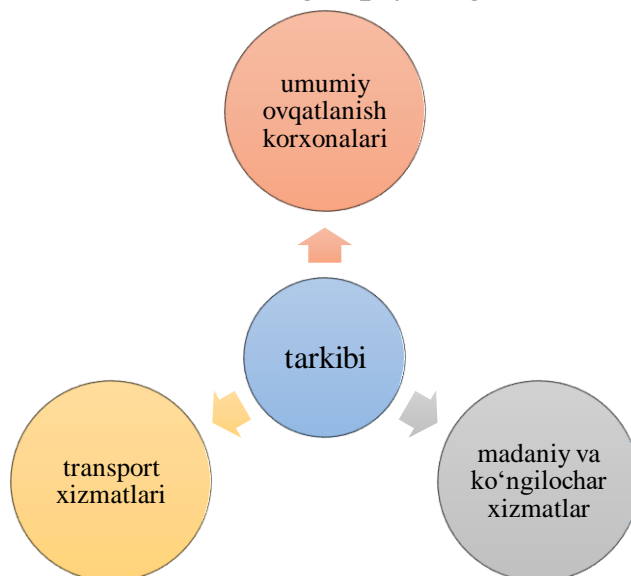 umumiy
ovqatlanish
korxonalari
tarkibi
transport
xizmatlari
madaniy va
ko‘ngilochar
xizmatlar